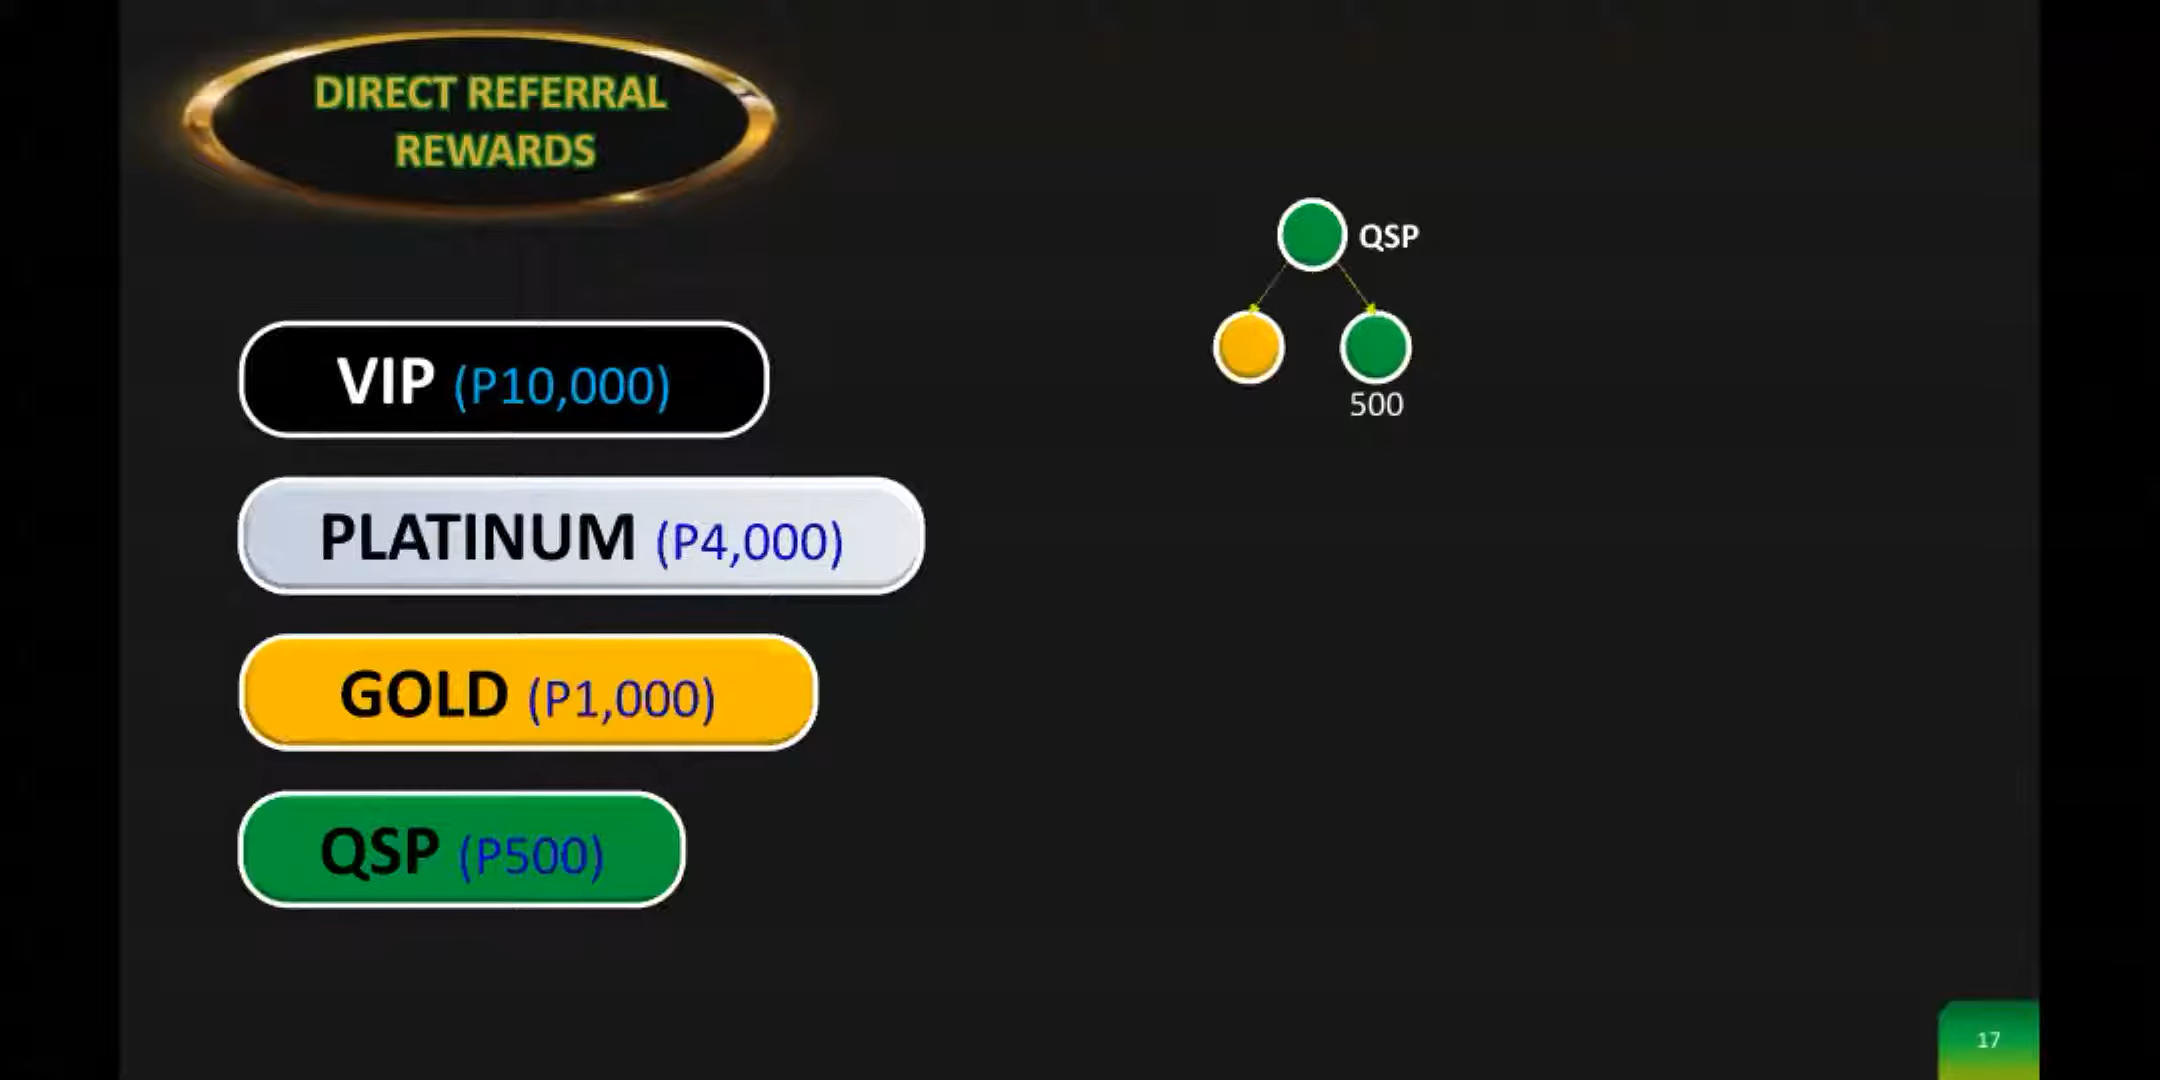 DIRECT REFERRAL
REWARDS
QSP
500
VIP (P10,000)
PLATINUM (P4,000)
GOLD (P1,000)
QSP (P500)
17